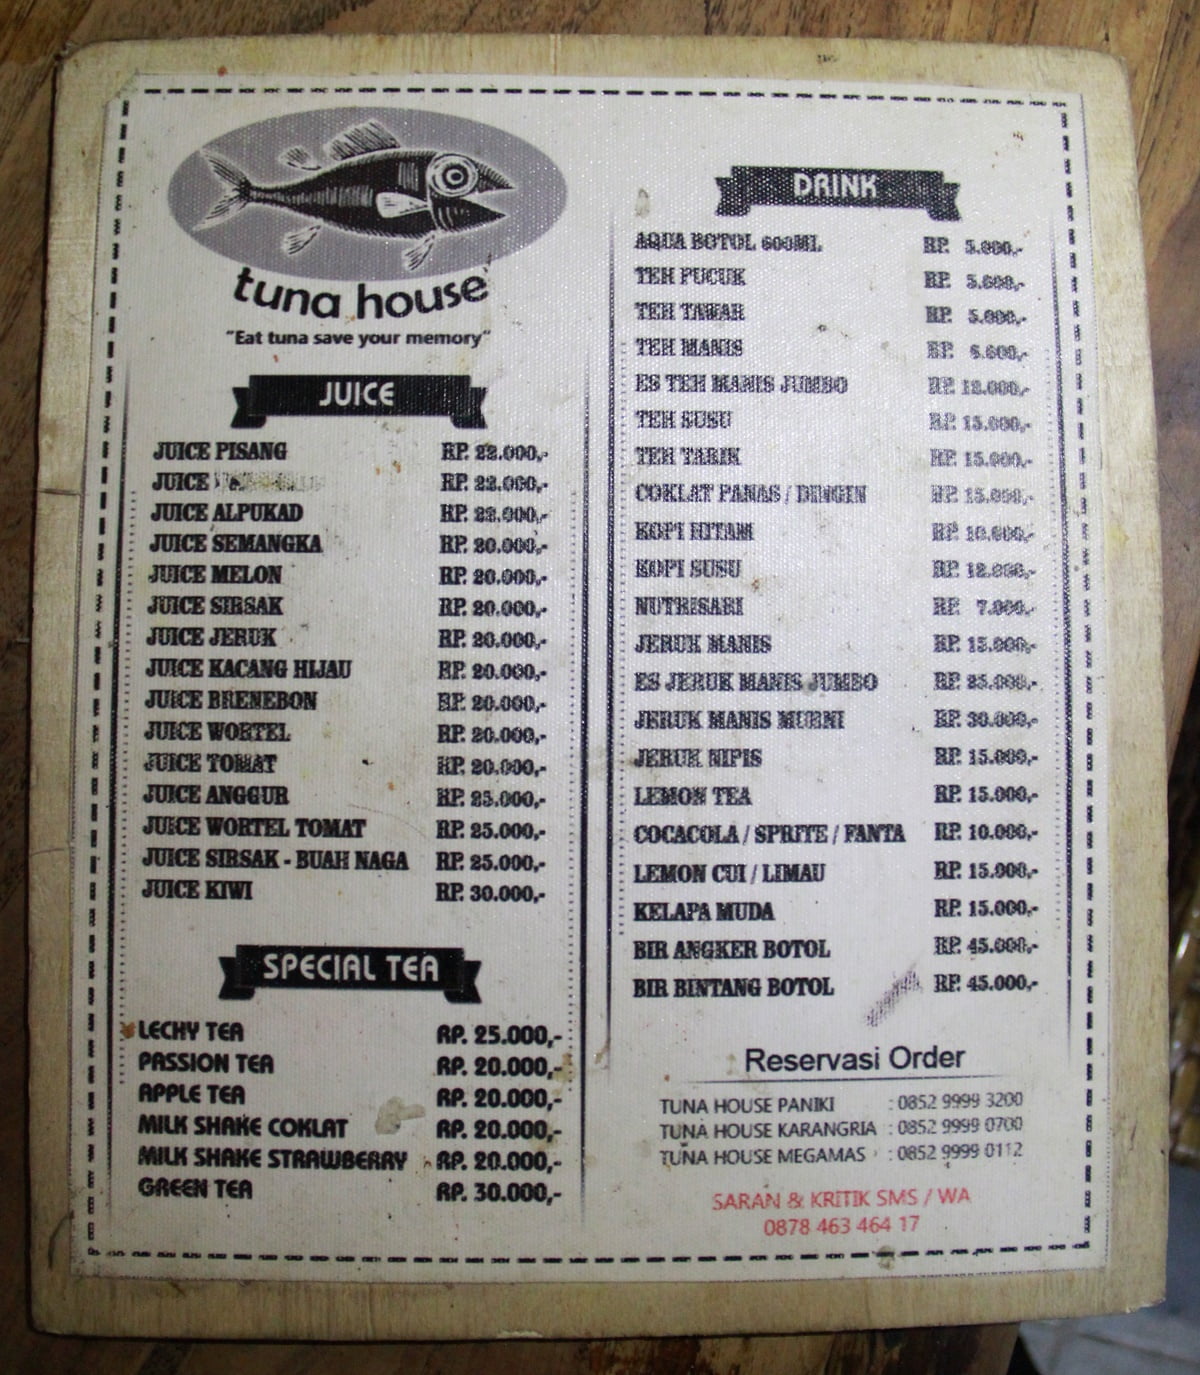 tuna house
"Eat tuna save your memory"
JUICE
JUICE PISANG RP. 22.000,-
JUICE RP. 22.000,-
JUICE ALPUKAD RP. 22.000,-
JUICE SEMANGKA RP. 20.000,-
JUICE MELON RP. 20.000,-
JUICE SIRSAK RP. 20.000,-
JUICE JERUK RP. 20.000,-
JUICE KACANG HIJAU RP. 20.000,-
JUICE BRENEBON RP. 20.000,-
JUICE WORTEL RP. 20.000,-
JUICE TOMAT RP. 20.000,-
JUICE ANGGUR RP. 25.000,-
JUICE WORTEL TOMAT RP. 25.000,-
JUICE SIRSAK - BUAH NAGA RP. 25.000,-
JUICE KIWI RP. 30.000,-
SPECIAL TEA
LECHY TEA RP. 25.000,-
PASSION TEA RP. 20.000,-
APPLE TEA RP. 20.000,-
MILK SHAKE COKLAT RP. 20.000,-
MILK SHAKE STRAWBERRY RP. 20.000,-
GREEN TEA RP. 30.000,-
DRINK
AQUA BOTOL 600ML RP. 5.000,-
TEH PUCUK RP.
TEH TAWAR RP. 5.000,-
TEH MANIS RP.
ES TEH MANIS JUMBO RP. 12.000,-
TEH SUSU RP. 15.000,-
TEH TARIK RP. 15.000,-
COKLAT PANAS / DINGIN RP. 15.000,-
KOPI HITAM RP. 10.000,-
KOPI SUSU RP. 12.000,-
NUTRISARI RP. 7.000,-
JERUK MANIS RP. 15.000,-
ES JERUK MANIS JUMBO RP. 25.000,-
JERUK MANIS MURNI RP. 30.000,-
JERUK NIPIS RP. 15.000,-
LEMON TEA RP. 15.000,-
COCACOLA / SPRITE / FANTA RP. 10.000,-
LEMON CUI / LIMAU RP. 15.000,-
KELAPA MUDA RP. 15.000,-
BIR ANGKER BOTOL RP. 45.000,-
BIR BINTANG BOTOL RP. 45.000,-
Reservasi Order
TUNA HOUSE PANIKI : 0852 9999 3200
TUNA HOUSE KARANGRIA : 0852 9999 0700
TUNA HOUSE MEGAMAS : 0852 9999 0112
SARAN & KRITIK SMS / WA
0878 463 464 17